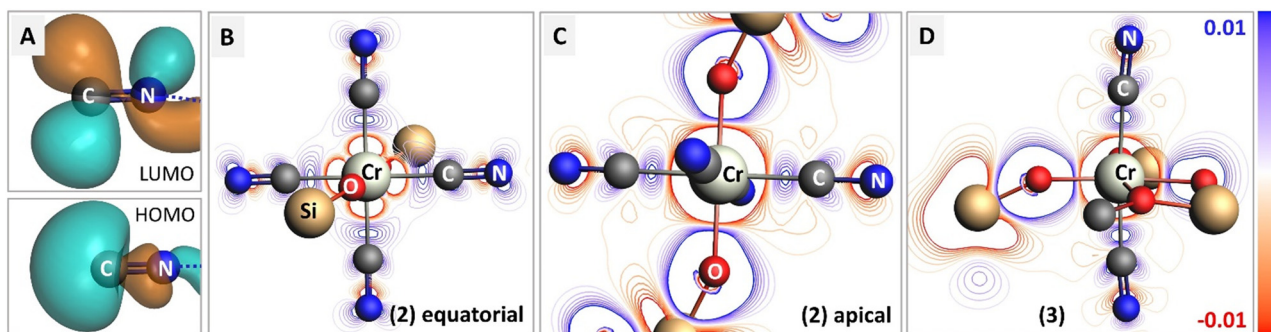 A
C
N
LUMO
C
N
HOMO
B
Cr
C
N
O
Si
(2) equatorial
C
Cr
C
N
O
(2) apical
D
N
C
Cr
(3)
0.01
-0.01